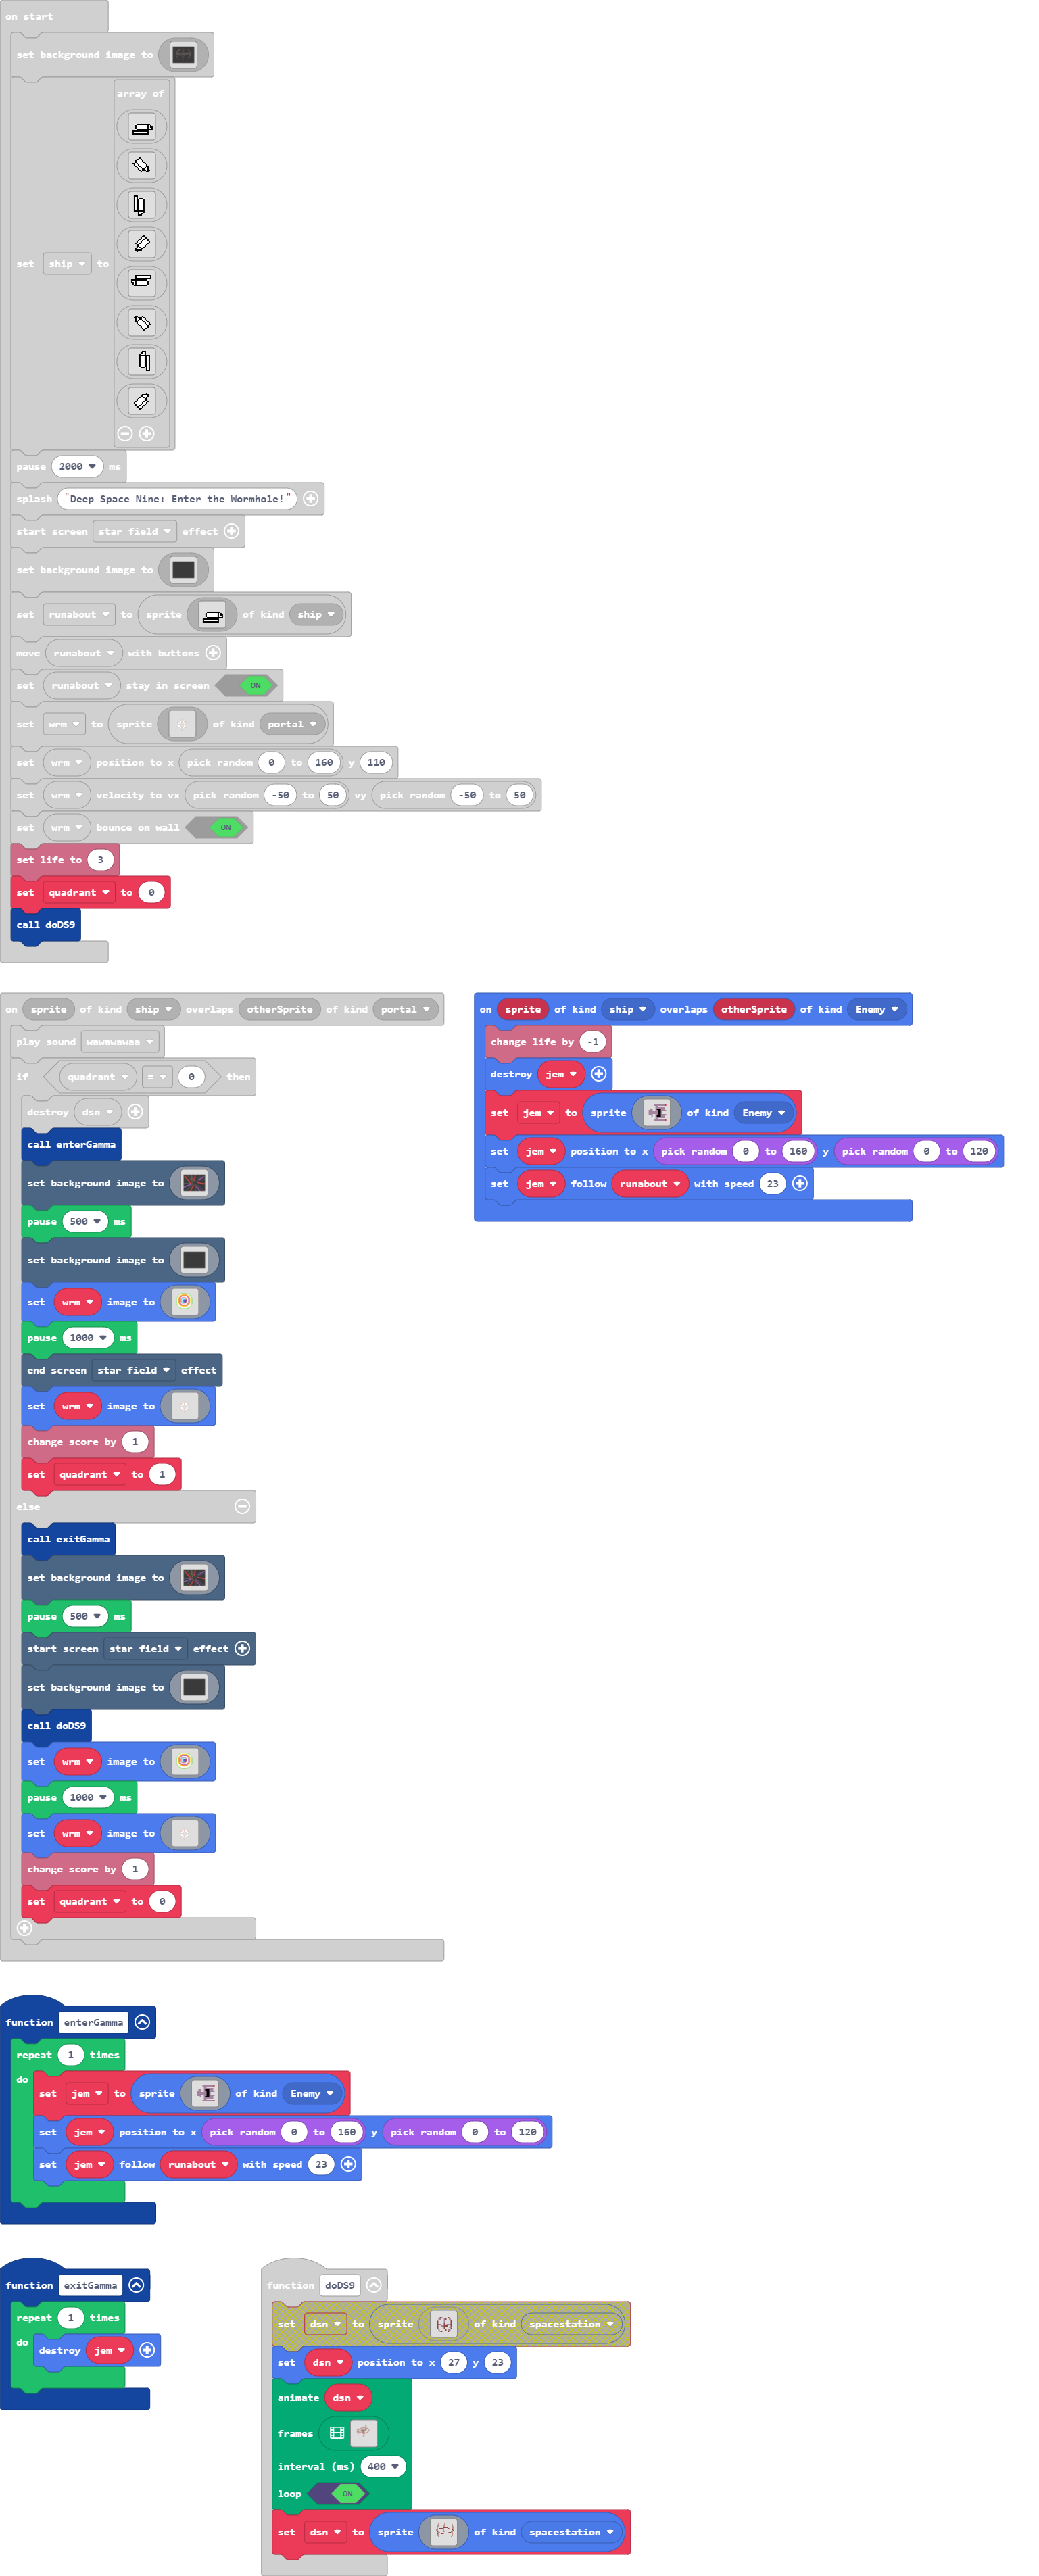 on start
set background image to
array of
set ship to
pause 2000 ms
splash "Deep Space Nine: Enter the Wormhole!"
start screen star field effect
set background image to
set runabout to sprite of kind ship
move runabout with buttons
set runabout stay in screen ON
set wrm to sprite of kind portal
set wrm position to x pick random 0 to 160 y 110
set wrm velocity to vx pick random -50 to 50 vy pick random -50 to 50
set wrm bounce on wall ON
set life to 3
set quadrant to 0
call doDS9
on sprite of kind ship overlaps otherSprite of kind portal
play sound wawawawaa
if quadrant = 0 then
destroy dsn
call enterGamma
set background image to
pause 500 ms
set background image to
set wrm image to
pause 1000 ms
end screen star field effect
set wrm image to
change score by 1
set quadrant to 1
else
call exitGamma
set background image to
pause 500 ms
start screen star field effect
set background image to
call doDS9
set wrm image to
pause 1000 ms
set wrm image to
change score by 1
set quadrant to 0
on sprite of kind ship overlaps otherSprite of kind Enemy
change life by -1
destroy jem
set jem to sprite of kind Enemy
set jem position to x pick random 0 to 160 y pick random 0 to 120
set jem follow runabout with speed 23
function enterGamma
repeat 1 times
do
set jem to sprite of kind Enemy
set jem position to x pick random 0 to 160 y pick random 0 to 120
set jem follow runabout with speed 23
function exitGamma
repeat 1 times
do destroy jem
function doDS9
set dsn to sprite of kind spacestation
set dsn position to x 27 y 23
animate dsn
frames
interval (ms) 400
loop ON
set dsn to sprite of kind spacestation